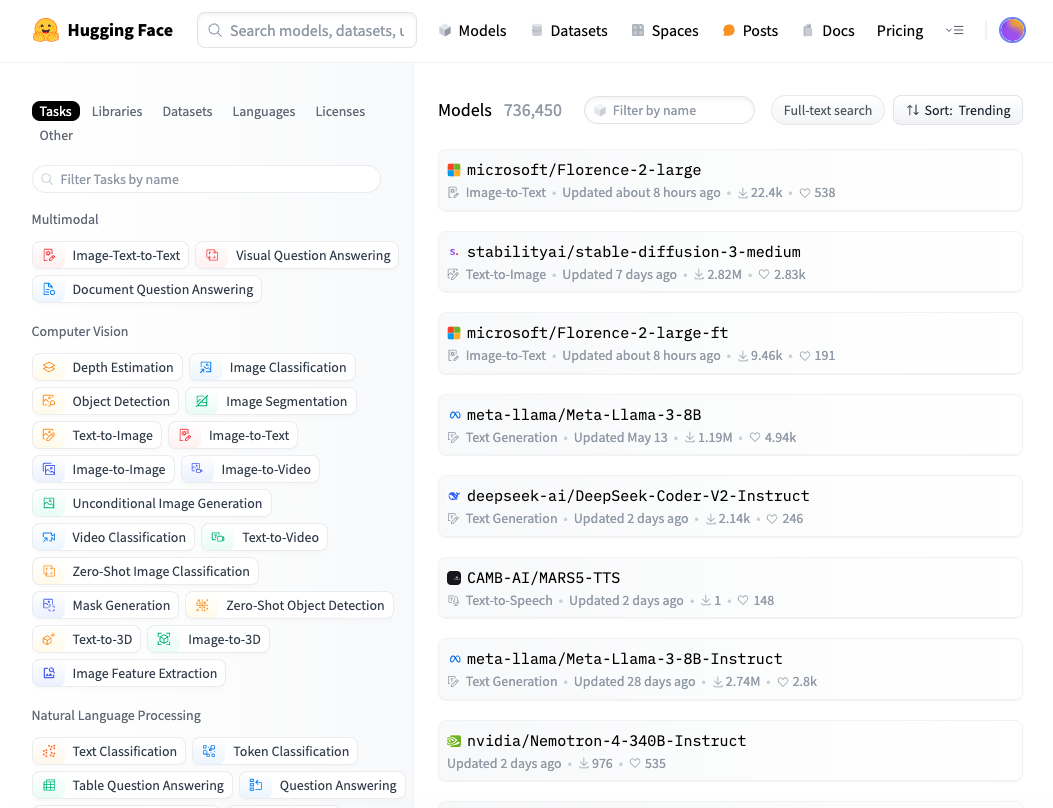 Hugging Face
Search models, datasets, u
Models
Datasets
Spaces
Posts
Docs
Pricing
Tasks Libraries Datasets Languages Licenses
Other
Filter Tasks by name
Multimodal
Image-Text-to-Text Visual Question Answering
Document Question Answering
Computer Vision
Depth Estimation Image Classification
Object Detection Image Segmentation
Text-to-Image Image-to-Text
Image-to-Image Image-to-Video
Unconditional Image Generation
Video Classification Text-to-Video
Zero-Shot Image Classification
Mask Generation Zero-Shot Object Detection
Text-to-3D Image-to-3D
Image Feature Extraction
Natural Language Processing
Text Classification Token Classification
Table Question Answering Question Answering
Models 736,450 Filter by name Full-text search Sort: Trending
microsoft/Florence-2-large
Image-to-Text • Updated about 8 hours ago • 22.4k • 538
stabilityai/stable-diffusion-3-medium
Text-to-Image • Updated 7 days ago • 2.82M • 2.83k
microsoft/Florence-2-large-ft
Image-to-Text • Updated about 8 hours ago • 9.46k • 191
meta-llama/Meta-Llama-3-8B
Text Generation • Updated May 13 • 1.19M • 4.94k
deepseek-ai/DeepSeek-Coder-V2-Instruct
Text Generation • Updated 2 days ago • 2.14k • 246
CAMB-AI/MARS5-TTS
Text-to-Speech • Updated 2 days ago • 1 • 148
meta-llama/Meta-Llama-3-8B-Instruct
Text Generation • Updated 28 days ago • 2.74M • 2.8k
nvidia/Nemotron-4-340B-Instruct
Updated 2 days ago • 976 • 535